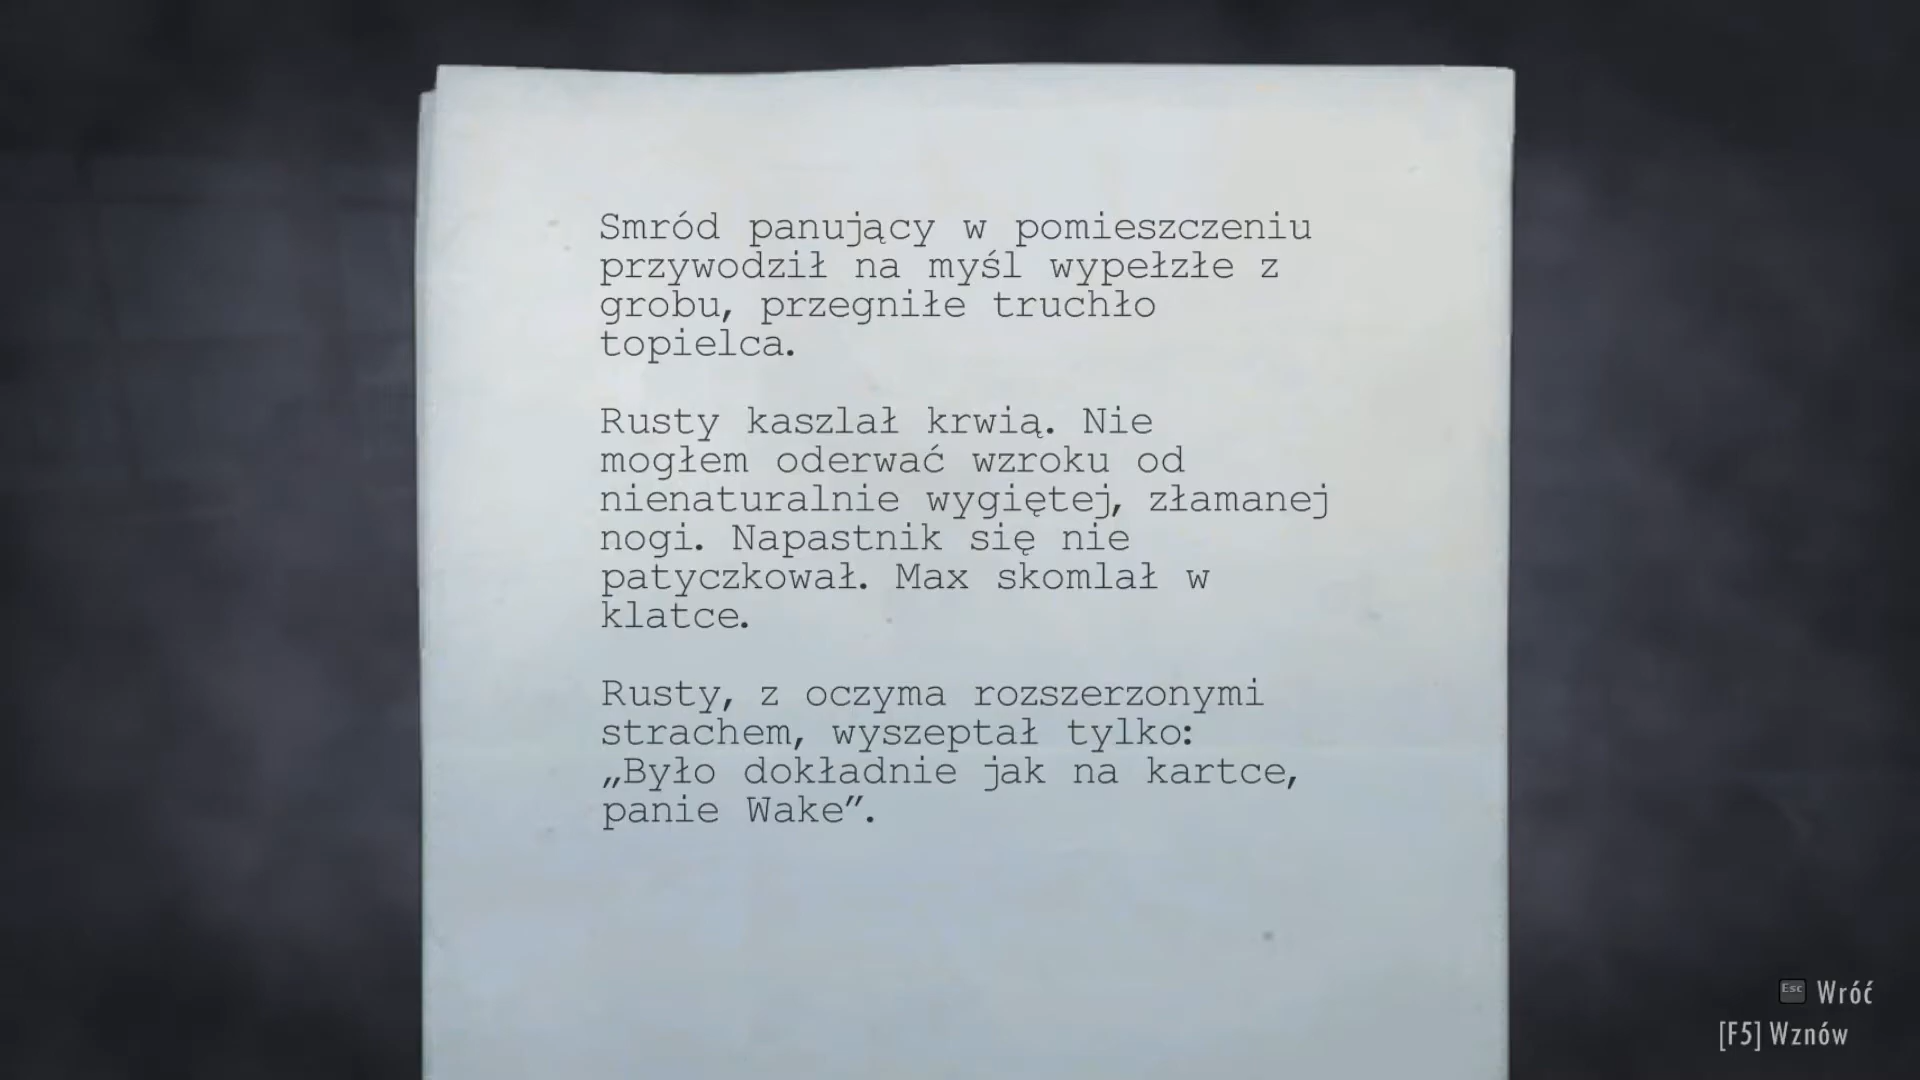 Smród panujący w pomieszczeniu
przywodził na myśl wypełzłe z
grobu, przegniłe truchło
topielca.
Rusty kaszlał krwią. Nie
mogłem oderwać wzroku od
nienaturalnie wygiętej, złamanej
nogi. Napastnik się nie
patyczkował. Max skomlał w
klatce.
Rusty, z oczyma rozszerzonymi
strachem, wyszeptał tylko:
„Było dokładnie jak na kartce,
panie Wake”.
Esc Wróć
[F5] Wznów